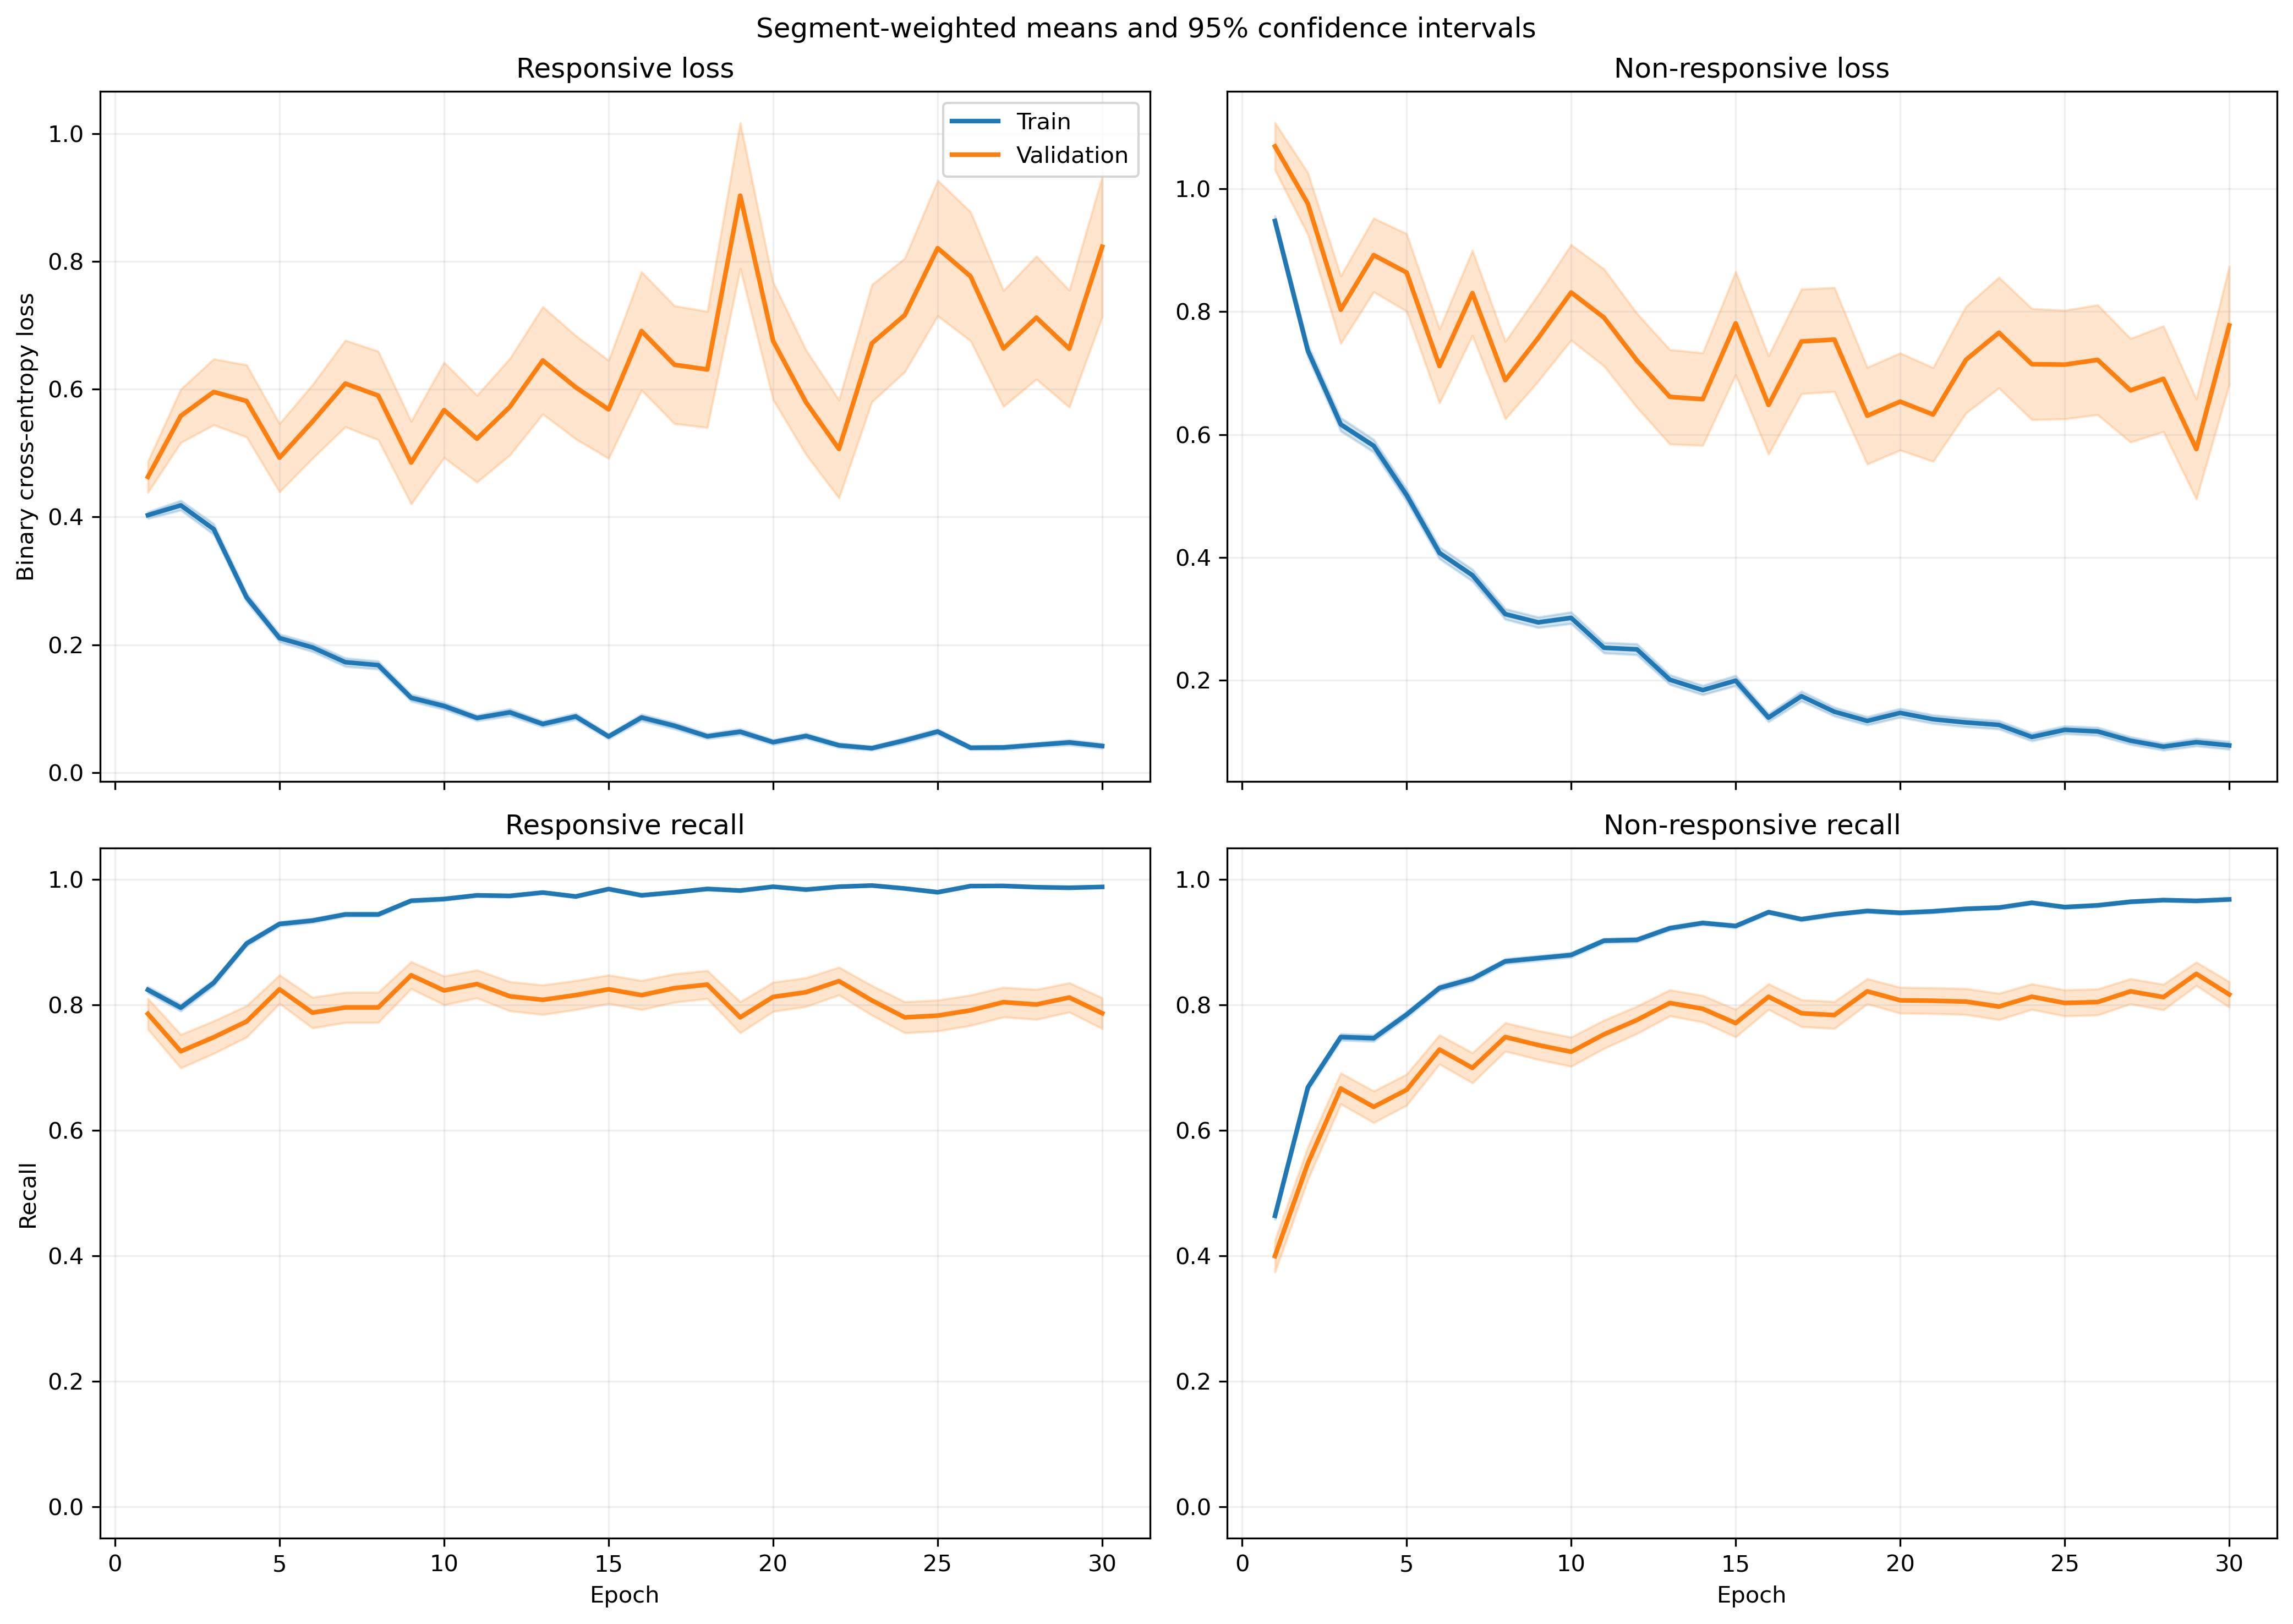 Segment-weighted means and 95% confidence intervals
Responsive loss
Binary cross-entropy loss
1.0
0.8
0.6
0.4
0.2
0.0
Train
Validation
Non-responsive loss
1.0
0.8
0.6
0.4
0.2
Responsive recall
Recall
1.0
0.8
0.6
0.4
0.2
0.0
0 5 10 15 20 25 30
Epoch
Non-responsive recall
1.0
0.8
0.6
0.4
0.2
0.0
0 5 10 15 20 25 30
Epoch